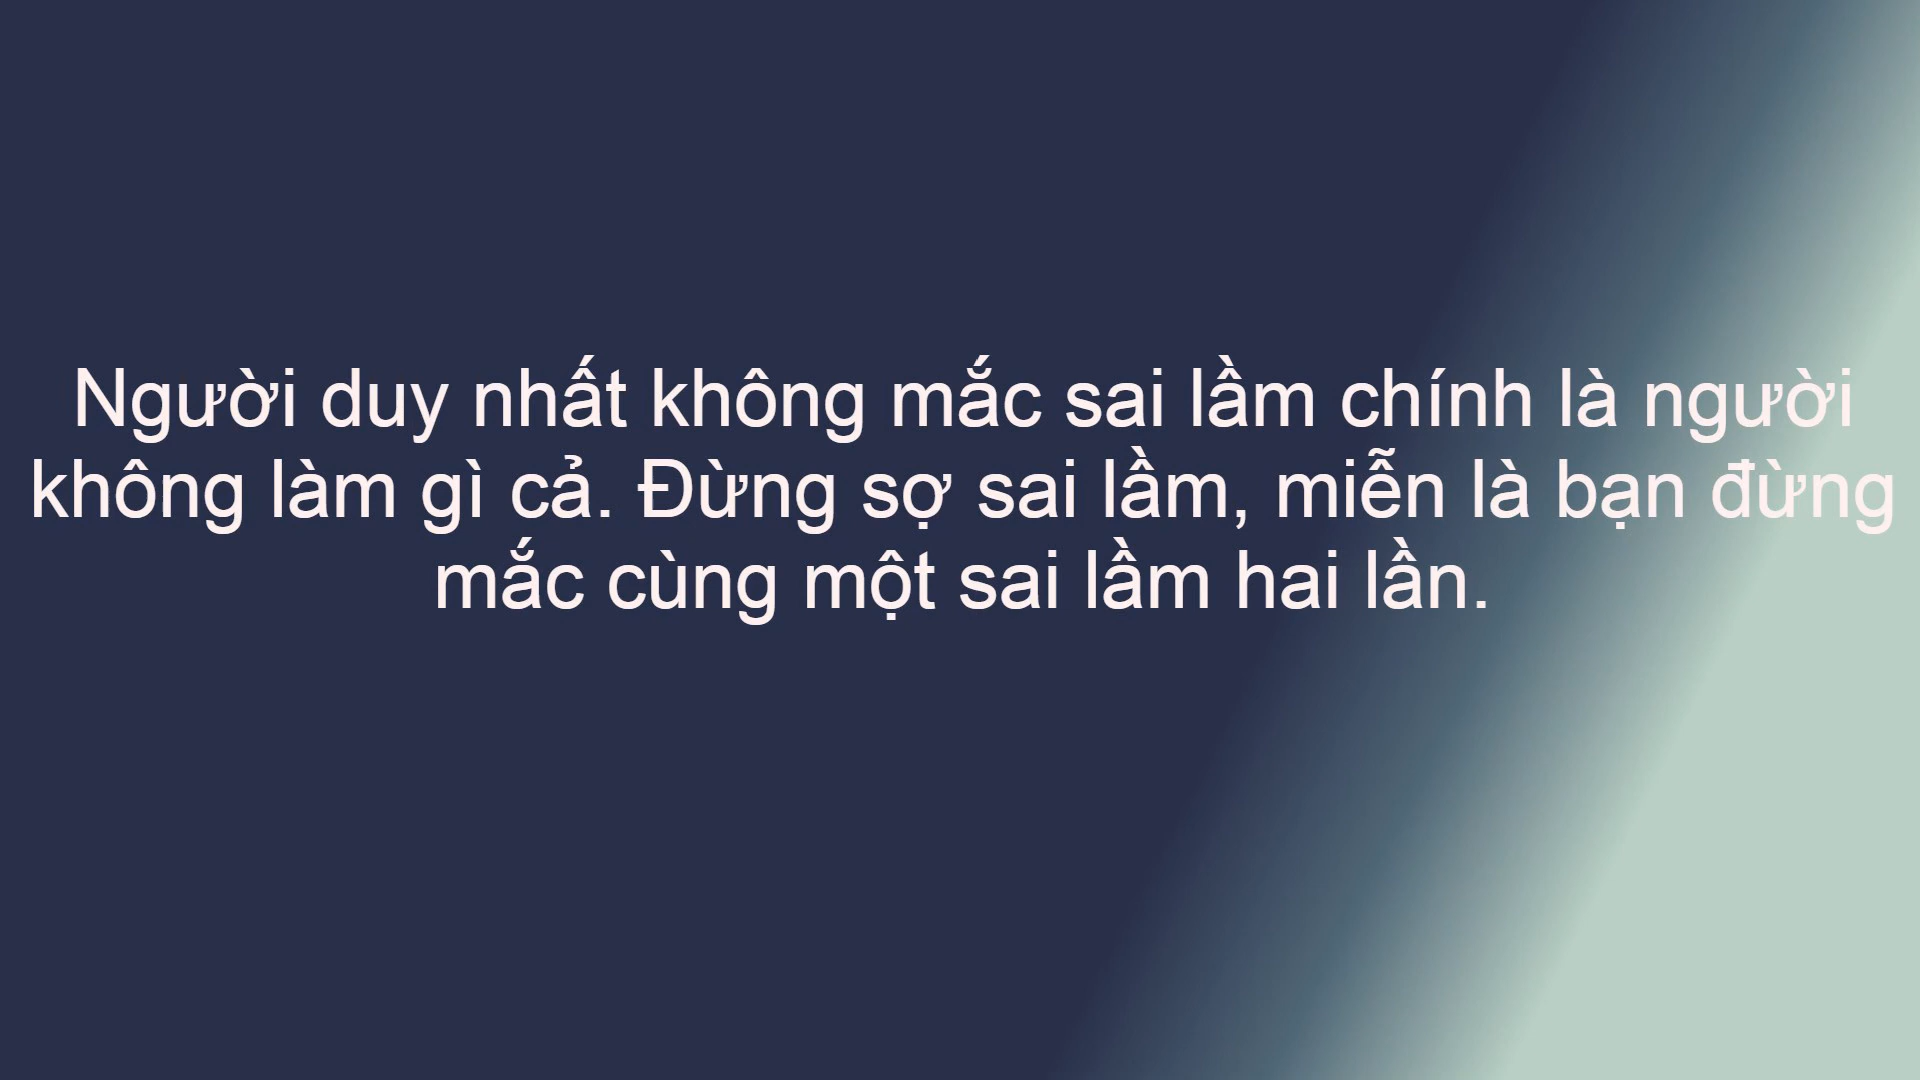 Người duy nhất không mắc sai lầm chính là người
không làm gì cả. Đừng sợ sai lầm, miễn là bạn đừng
mắc cùng một sai lầm hai lần.